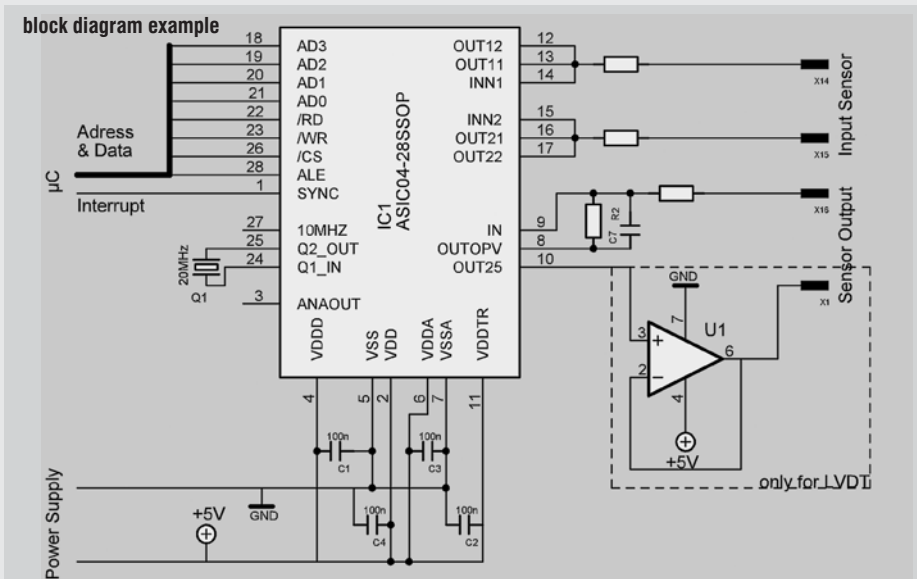 block diagram example
18 AD3 OUT12 12
19 AD2 OUT11 13
20 AD1 INN1 14
21 AD0
22 /RD INN2 15
23 /WR OUT21 16
26 /CS OUT22 17
28 ALE
1 SYNC
27 10MHZ IN 9
25 Q2_OUT OUTOPV 8
24 Q1_IN OUT25 10
3 ANAOUT
IC1
ASIC04-28SSOP
VDDD VSS VDD VDDA VSSA VDDTR
4 5 2 6 7 11
µC
Adress
& Data
Interrupt
20MHz
Q1
X14
X15
Input Sensor
R2
C7
X16
X1
Sensor Output
GND
7
U1
3 +
2 −
6
4
+5V
only for LVDT
100n
C1
100n
C3
100n
C4
100n
C2
GND
+5V
Power Supply